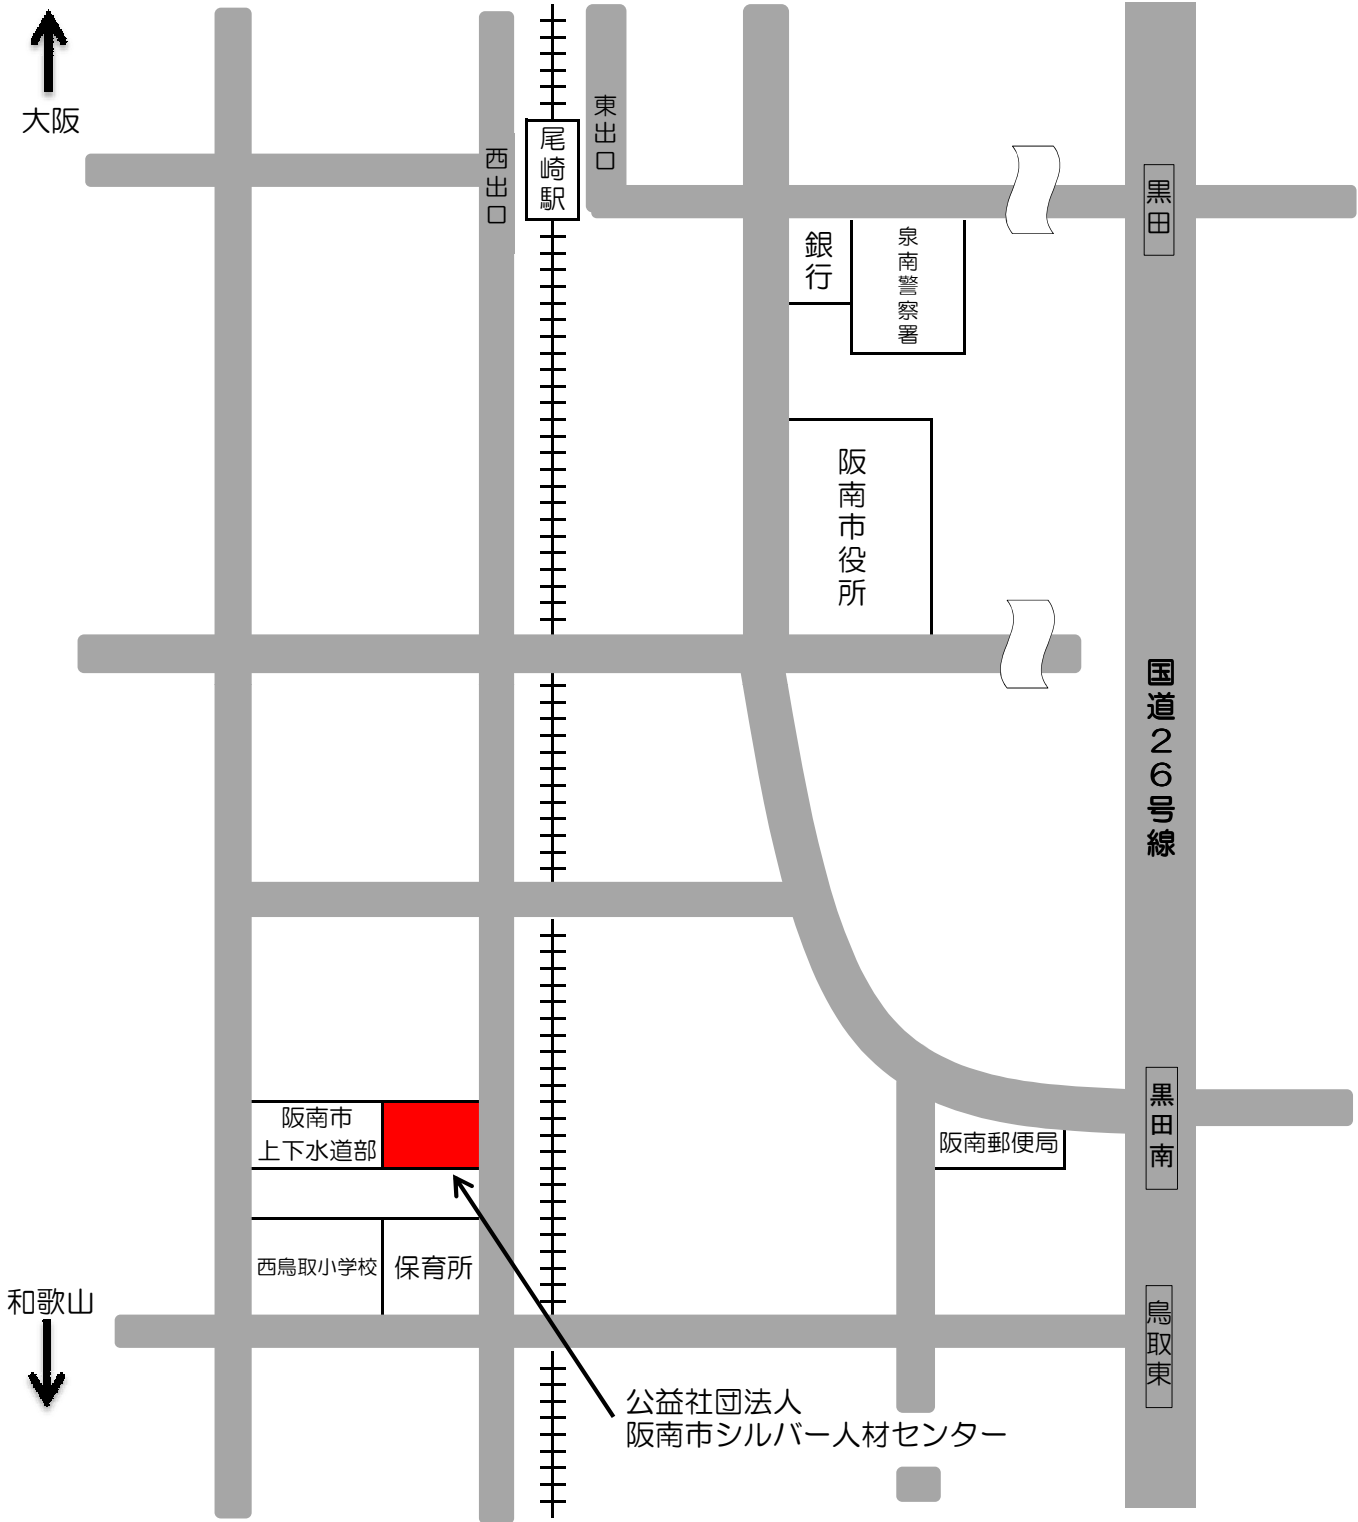 大阪
東出口
西出口
尾崎駅
黒田
銀行
泉南警察署
阪南市役所
国道26号線
黒田南
阪南市
上下水道部
阪南郵便局
西鳥取小学校
保育所
和歌山
鳥取東
公益社団法人
阪南市シルバー人材センター